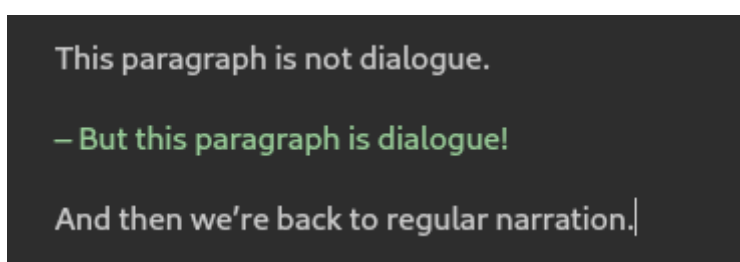 This paragraph is not dialogue.
– But this paragraph is dialogue!
And then we’re back to regular narration.